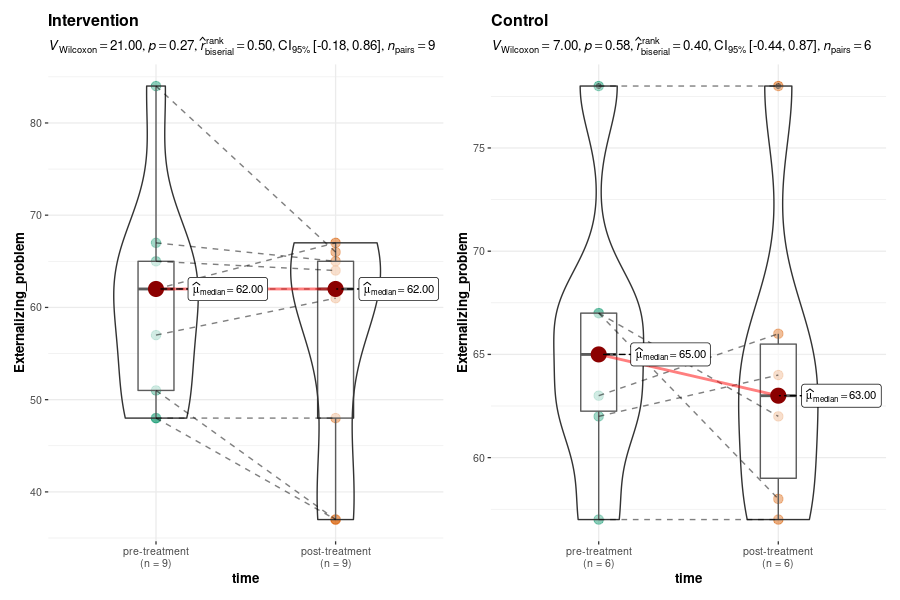 Intervention
V_Wilcoxon = 21.00, p = 0.27, r̂^rank_biserial = 0.50, CI_95% [-0.18, 0.86], n_pairs = 9
Externalizing_problem
80
70
60
50
40
μ̂_median = 62.00
μ̂_median = 62.00
pre-treatment
(n = 9)
post-treatment
(n = 9)
time
Control
V_Wilcoxon = 7.00, p = 0.58, r̂^rank_biserial = 0.40, CI_95% [-0.44, 0.87], n_pairs = 6
Externalizing_problem
75
70
65
60
μ̂_median = 65.00
μ̂_median = 63.00
pre-treatment
(n = 6)
post-treatment
(n = 6)
time